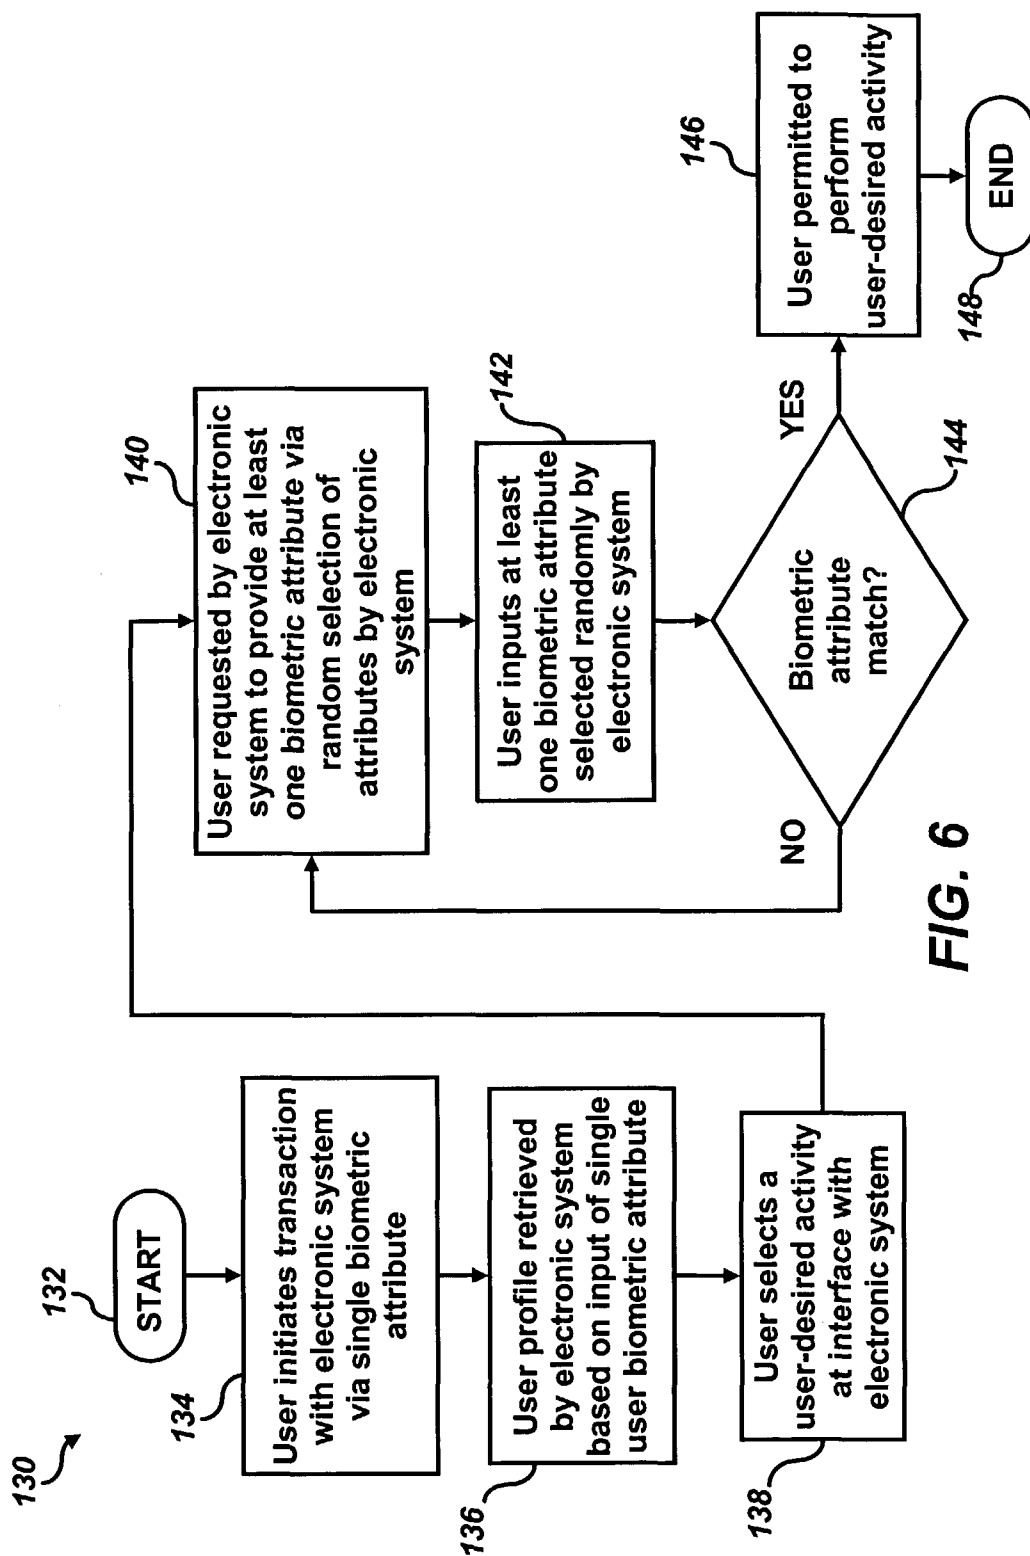 130
132
START
134
User initiates transaction
with electronic system
via single biometric
attribute
136
User profile retrieved
by electronic system
based on input of single
user biometric attribute
138
User selects a
user-desired activity
at interface with
electronic system
140
User requested by electronic
system to provide at least
one biometric attribute via
random selection of
attributes by electronic
system
142
User inputs at least
one biometric attribute
selected randomly by
electronic system
Biometric
attribute
match?
144
NO
YES
146
User permitted to
perform
user-desired activity
148
END
FIG. 6